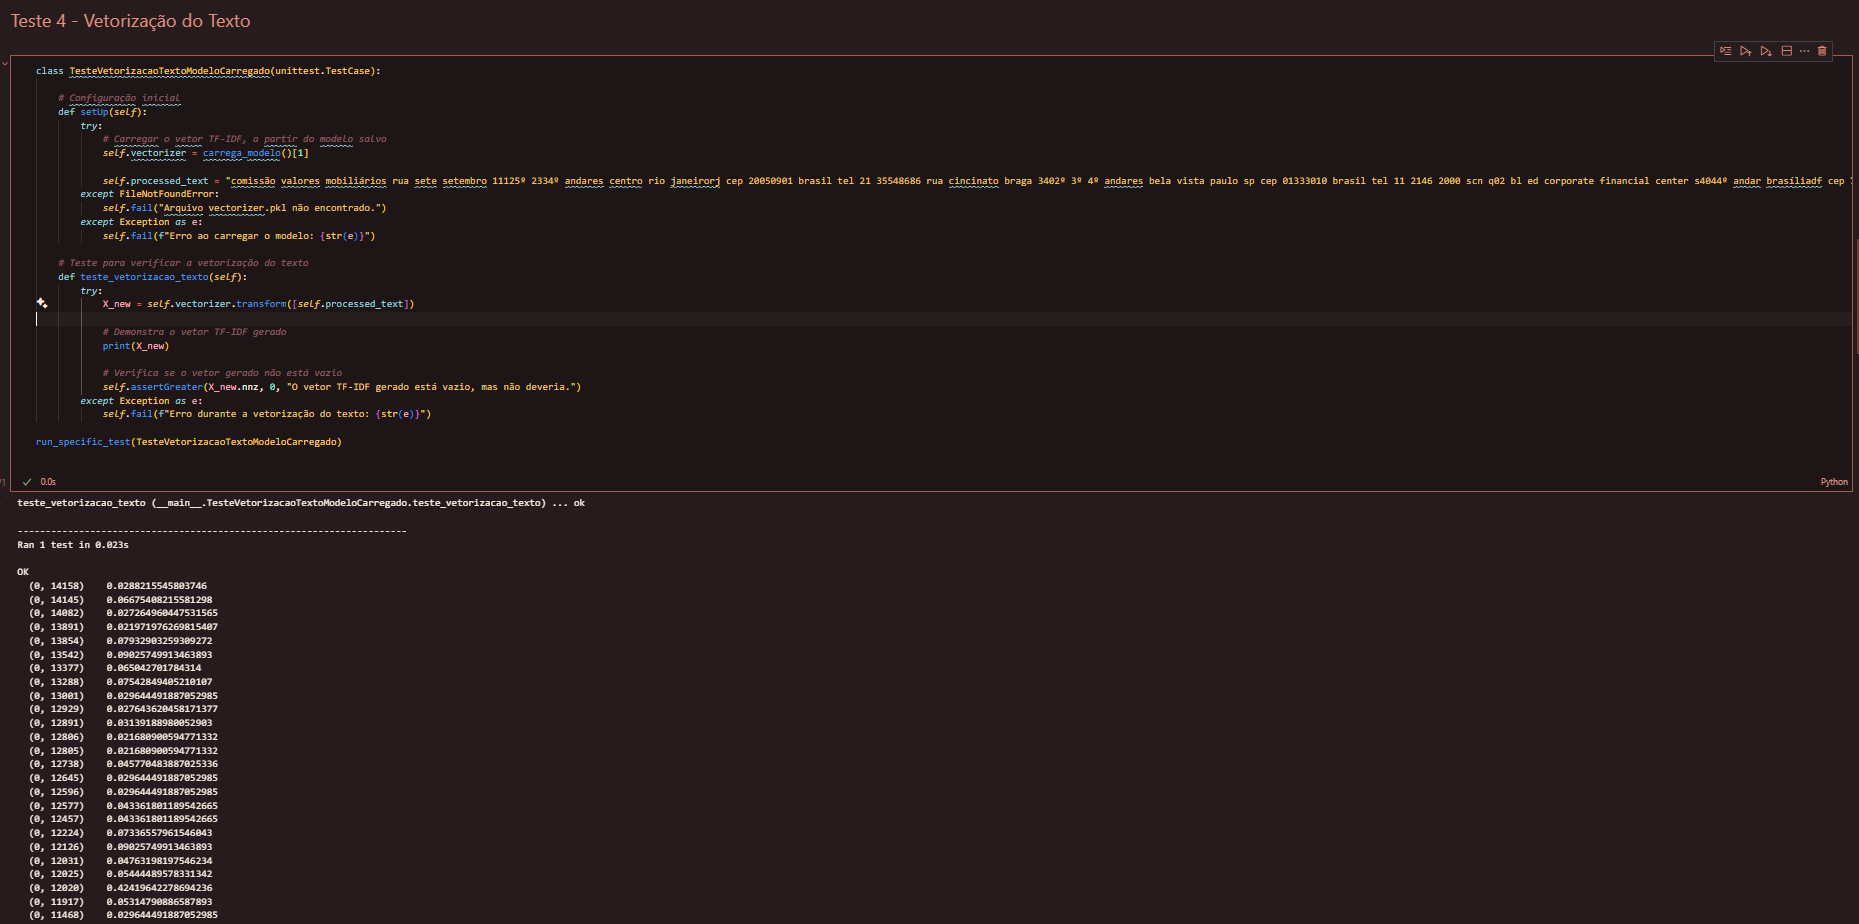 Teste 4 - Vetorização do Texto
class TesteVetorizacaoTextoModeloCarregado(unittest.TestCase):
# Configuração inicial
def setUp(self):
try:
# Carregar o vetor TF-IDF, a partir do modelo salvo
self.vectorizer = carrega_modelo()[1]
self.processed_text = "comissão valores mobiliários rua sete setembro 11125º 2334º andares centro rio janeirorj cep 20050901 brasil tel 21 35548686 rua cincinato braga 3402º 3º 4º andares bela vista paulo sp cep 01333010 brasil tel 11 2146 2000 scn q02 bl ed corporate financial center s4044º andar brasíliadf cep
except FileNotFoundError:
self.fail("Arquivo vectorizer.pkl não encontrado.")
except Exception as e:
self.fail(f"Erro ao carregar o modelo: {str(e)}")
# Teste para verificar a vetorização do texto
def teste_vetorizacao_texto(self):
try:
X_new = self.vectorizer.transform([self.processed_text])
# Demonstra o vetor TF-IDF gerado
print(X_new)
# Verifica se o vetor gerado não está vazio
self.assertGreater(X_new.nnz, 0, "O vetor TF-IDF gerado está vazio, mas não deveria.")
except Exception as e:
self.fail(f"Erro durante a vetorização do texto: {str(e)}")
run_specific_test(TesteVetorizacaoTextoModeloCarregado)
0.0s
Python
teste_vetorizacao_texto (__main__.TesteVetorizacaoTextoModeloCarregado.teste_vetorizacao_texto) ... ok
----------------------------------------------------------------------
Ran 1 test in 0.023s
OK
(0, 14158) 0.0288215545803746
(0, 14145) 0.06675408215581298
(0, 14082) 0.027264960447531565
(0, 13891) 0.021971976269815407
(0, 13854) 0.07932903259309272
(0, 13542) 0.09025749913463893
(0, 13377) 0.065042701784314
(0, 13288) 0.07542849405210107
(0, 13001) 0.029644491887052985
(0, 12929) 0.027643620458171377
(0, 12891) 0.03139188980052903
(0, 12806) 0.021680900594771332
(0, 12805) 0.021680900594771332
(0, 12738) 0.045770483887025336
(0, 12645) 0.029644491887052985
(0, 12596) 0.029644491887052985
(0, 12577) 0.043361801189542665
(0, 12457) 0.043361801189542665
(0, 12224) 0.07336557961546043
(0, 12126) 0.09025749913463893
(0, 12031) 0.04763198197546234
(0, 12025) 0.05444489578331342
(0, 12020) 0.42419642278694236
(0, 11917) 0.05314790886587893
(0, 11468) 0.029644491887052985